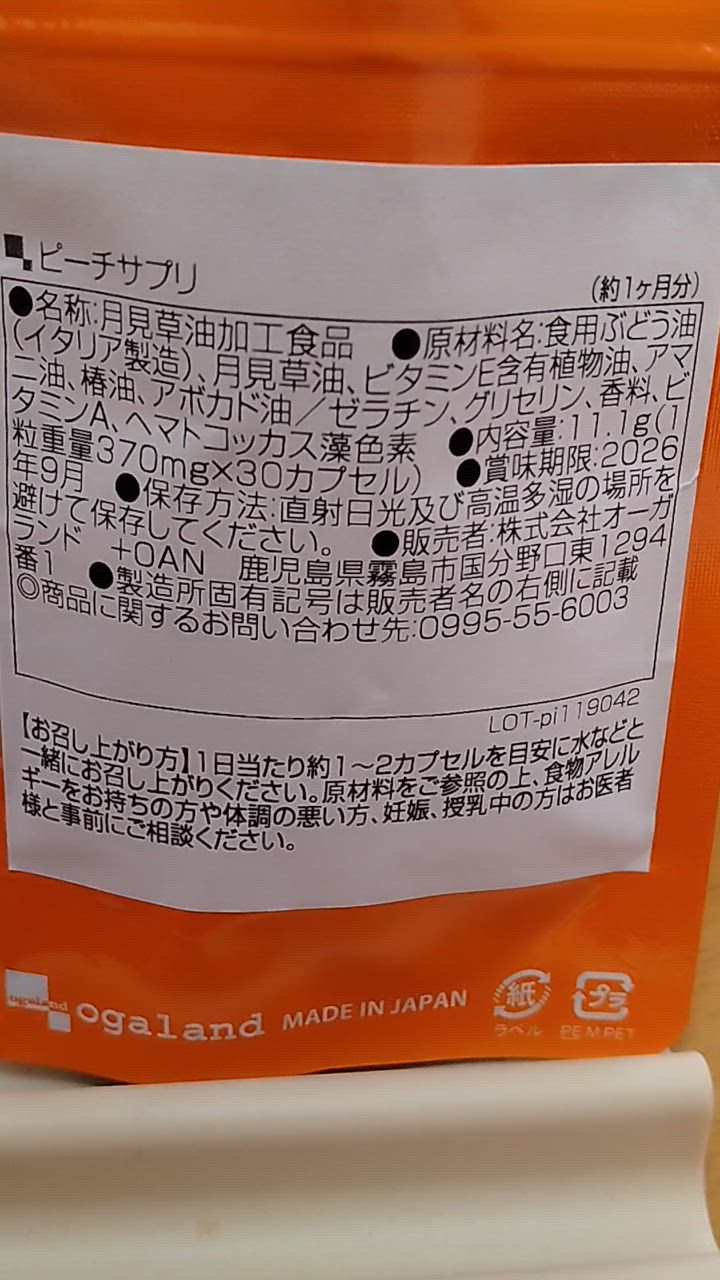 ピーチサプリ
(約1ヶ月分)
●名称:月見草油加工食品 ●原材料名:食用ぶどう油
(イタリア製造)、月見草油、ビタミンE含有植物油、アマ
ニ油、椿油、アボカド油/ゼラチン、グリセリン、香料、ビ
タミンA、ヘマトコッカス藻色素 ●内容量:11.1g(1
粒重量370mg×30カプセル) ●賞味期限:2026
年9月 ●保存方法:直射日光及び高温多湿の場所を
避けて保存してください。 ●販売者:株式会社オーガ
ランド +OAN 鹿児島県霧島市国分野口東1294
番1 ●製造所固有記号は販売者名の右側に記載
◎商品に関するお問い合わせ先:0995-55-6003
LOT-pi119042
【お召し上がり方】1日当たり約1〜2カプセルを目安に水などと
一緒にお召し上がりください。原材料をご参照の上、食物アレル
ギーをお持ちの方や体調の悪い方、妊娠、授乳中の方はお医者
様と事前にご相談ください。
ogaland ogaland MADE IN JAPAN
紙 プラ
ラベル PE M,PET